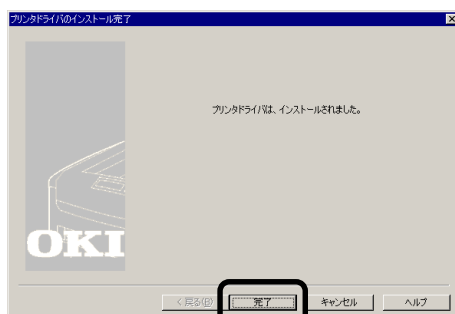 プリンタドライバのインストール完了
プリンタドライバは、インストールされました。
OKI
< 戻る(B)
完了
キャンセル
ヘルプ